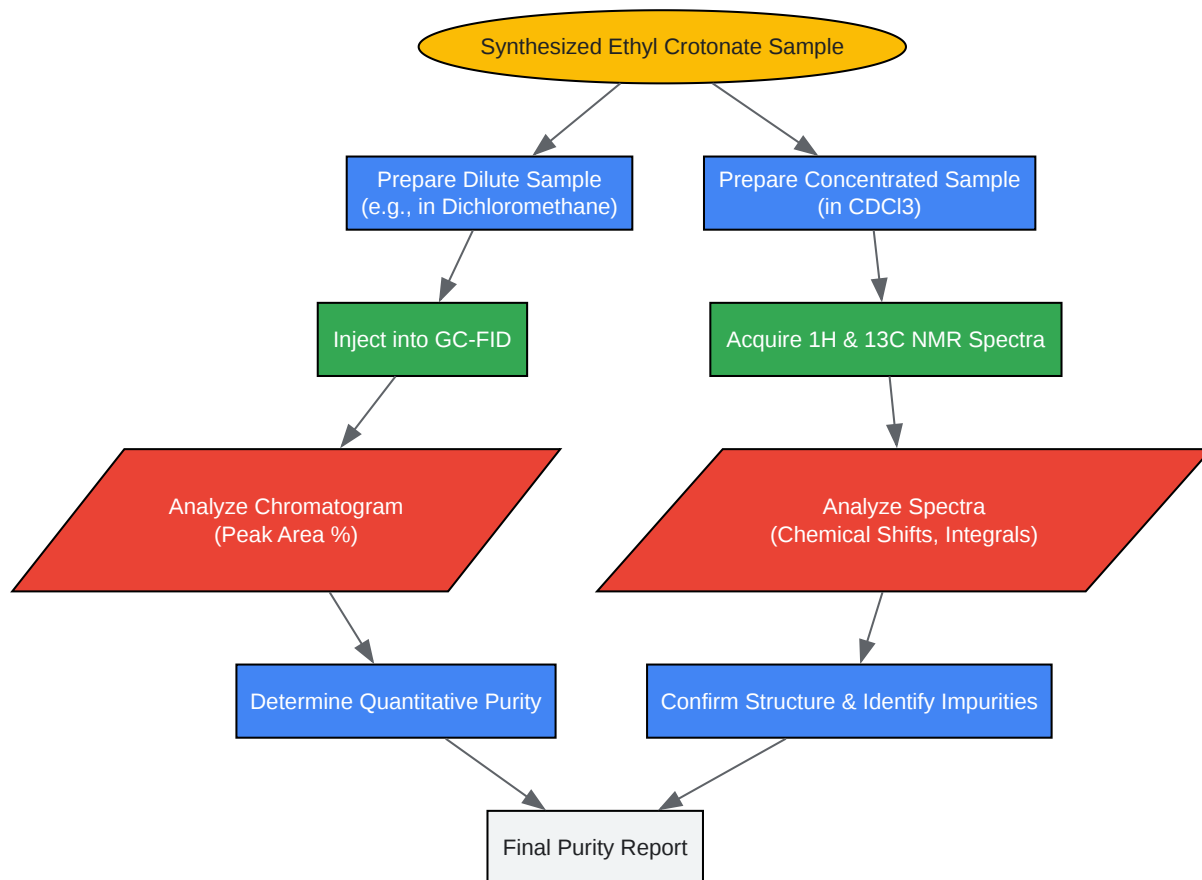 Synthesized Ethyl Crotonate Sample
Prepare Dilute Sample
(e.g., in Dichloromethane)
Prepare Concentrated Sample
(in CDCl3)
Inject into GC-FID
Acquire 1H & 13C NMR Spectra
Analyze Chromatogram
(Peak Area %)
Analyze Spectra
(Chemical Shifts, Integrals)
Determine Quantitative Purity
Confirm Structure & Identify Impurities
Final Purity Report